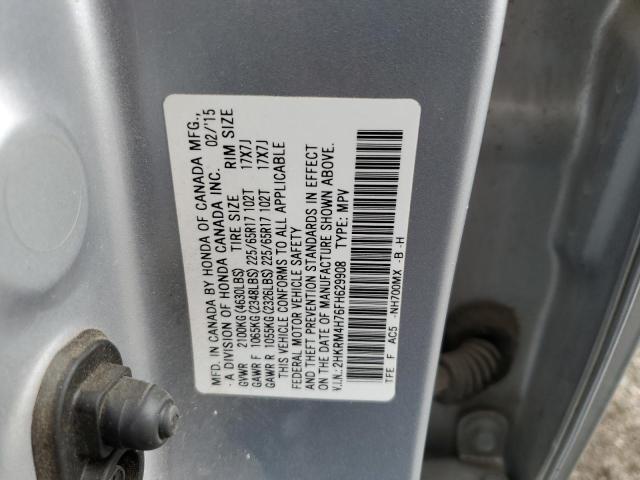 MFD. IN CANADA BY HONDA OF CANADA MFG.,
-A DIVISION OF HONDA CANADA INC. 02/'15
GVWR 2100KG(4630LBS) TIRE SIZE RIM SIZE
GAWR F 1065KG(2348LBS) 225/65R17 102T 17X7J
GAWR R 1055KG(2326LBS) 225/65R17 102T 17X7J
THIS VEHICLE CONFORMS TO ALL APPLICABLE
FEDERAL MOTOR VEHICLE SAFETY
AND THEFT PREVENTION STANDARDS IN EFFECT
ON THE DATE OF MANUFACTURE SHOWN ABOVE.
V.I.N.: 2HKRM4H76FH629908 TYPE: MPV
TFE F AC5 -NH700MX -B -H